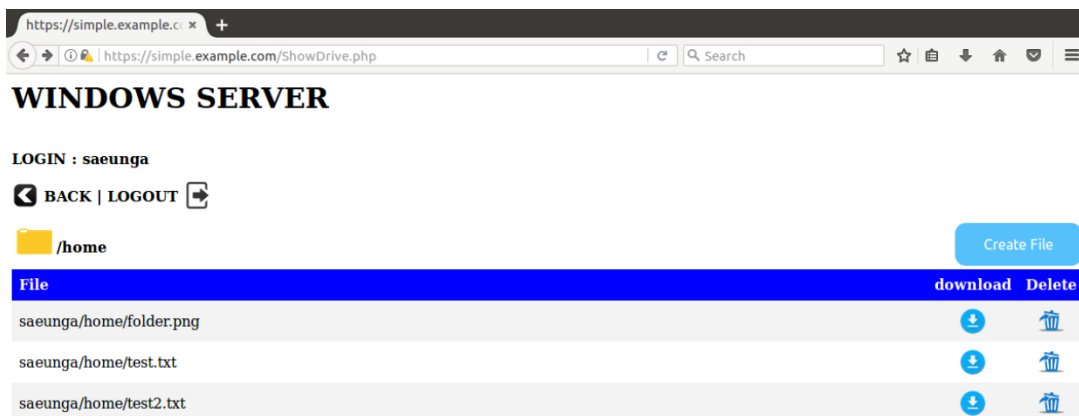 https://simple.example.c
https://simple.example.com/ShowDrive.php
Search
WINDOWS SERVER
LOGIN : saeunga
BACK | LOGOUT
/home
Create File
File download Delete
saeunga/home/folder.png
saeunga/home/test.txt
saeunga/home/test2.txt